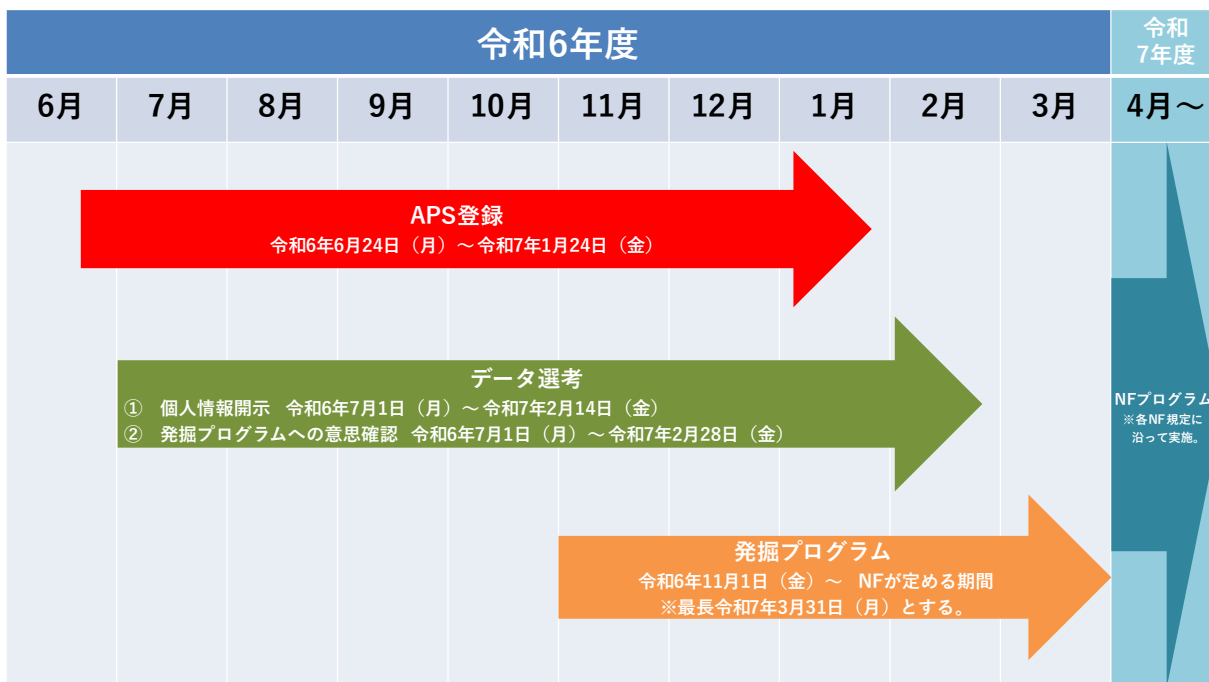 令和6年度
令和
7年度
6月 7月 8月 9月 10月 11月 12月 1月 2月 3月 4月～
APS登録
令和6年6月24日（月）～令和7年1月24日（金）
データ選考
① 個人情報開示 令和6年7月1日（月）～令和7年2月14日（金）
② 発掘プログラムへの意思確認 令和6年7月1日（月）～令和7年2月28日（金）
NFプログラム
※各NF規定に
沿って実施。
発掘プログラム
令和6年11月1日（金）～ NFが定める期間
※最長令和7年3月31日（月）とする。